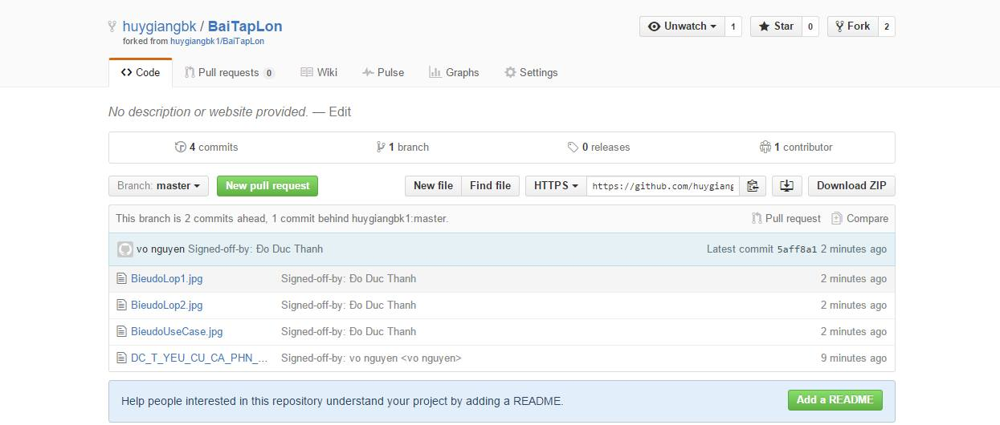 huygiangbk / BaiTapLon
Unwatch 1 Star 0 Fork 2
forked from huygiangbk1/BaiTapLon
Code Pull requests 0 Wiki Pulse Graphs Settings
No description or website provided. — Edit
4 commits 1 branch 0 releases 1 contributor
Branch: master New pull request New file Find file HTTPS https://github.com/huygiang Download ZIP
This branch is 2 commits ahead, 1 commit behind huygiangbk1:master. Pull request Compare
vo nguyen Signed-off-by: Đo Duc Thanh Latest commit 5aff8a1 2 minutes ago
BieudoLop1.jpg Signed-off-by: Đo Duc Thanh 2 minutes ago
BieudoLop2.jpg Signed-off-by: Đo Duc Thanh 2 minutes ago
BieudoUseCase.jpg Signed-off-by: Đo Duc Thanh 2 minutes ago
DC_T_YEU_CU_CA_PHN_... Signed-off-by: vo nguyen <vo nguyen> 9 minutes ago
Help people interested in this repository understand your project by adding a README. Add a README